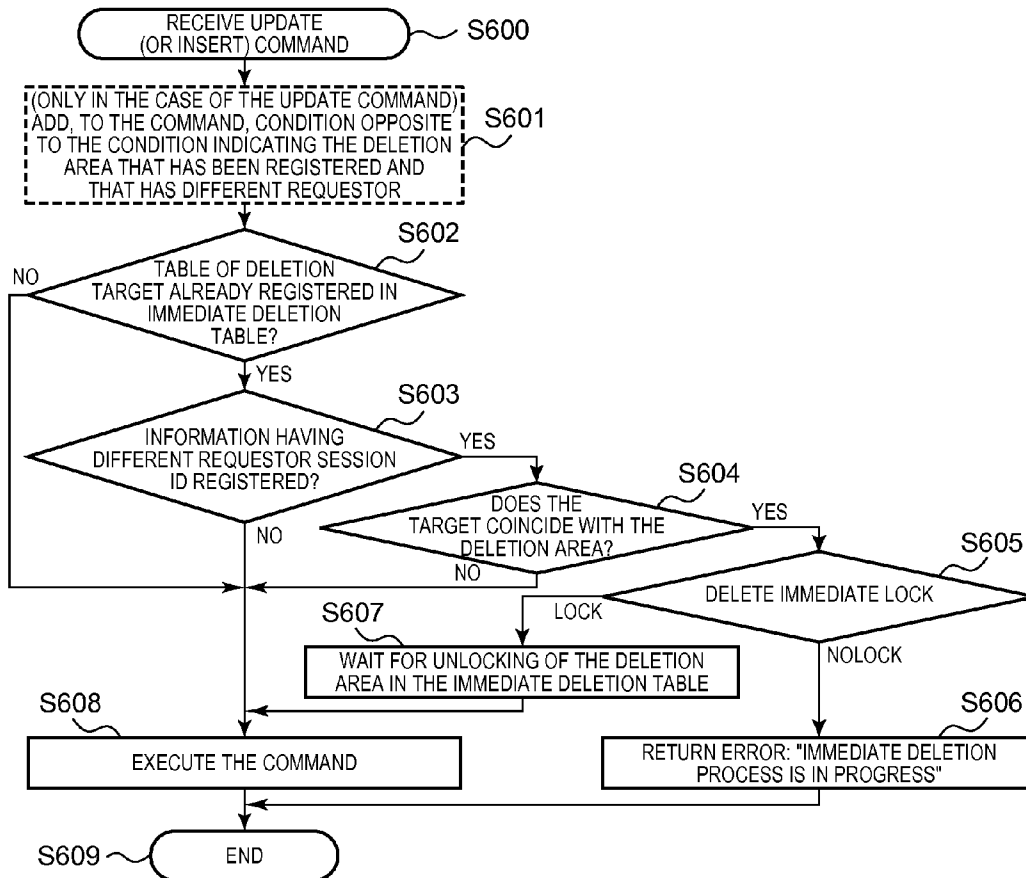 RECEIVE UPDATE
(OR INSERT) COMMAND
S600
(ONLY IN THE CASE OF THE UPDATE COMMAND)
ADD, TO THE COMMAND, CONDITION OPPOSITE
TO THE CONDITION INDICATING THE DELETION
AREA THAT HAS BEEN REGISTERED AND
THAT HAS DIFFERENT REQUESTOR
S601
S602
NO
TABLE OF DELETION
TARGET ALREADY REGISTERED IN
IMMEDIATE DELETION
TABLE?
YES
S603
INFORMATION HAVING
DIFFERENT REQUESTOR SESSION
ID REGISTERED?
YES
NO
S604
DOES THE
TARGET COINCIDE WITH THE
DELETION AREA?
YES
NO
S605
DELETE IMMEDIATE LOCK
LOCK
NOLOCK
S607
WAIT FOR UNLOCKING OF THE DELETION
AREA IN THE IMMEDIATE DELETION TABLE
S608
EXECUTE THE COMMAND
S606
RETURN ERROR: "IMMEDIATE DELETION
PROCESS IS IN PROGRESS"
S609
END